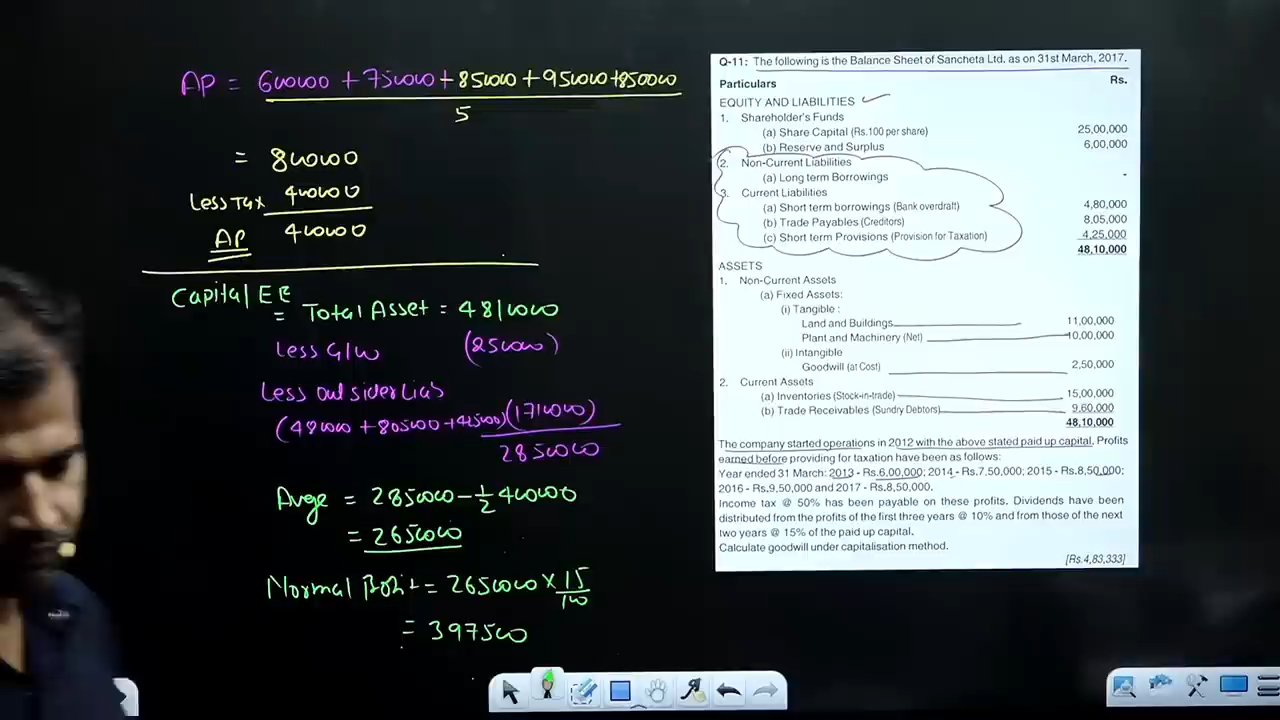 AP = 600000 + 750000 + 850000 + 950000 + 850000
5
= 800000
Less Tax 400000
AP 400000
Capital EE
= Total Asset = 4810000
Less G/W (250000)
Less outsider Liab
(480000 + 805000 + 425000) (1710000)
2850000
Avge = 2850000 - 1/2 400000
= 2650000
Normal Profit = 2650000 × 15/100
= 397500
Q-11: The following is the Balance Sheet of Sancheta Ltd. as on 31st March, 2017.
Particulars Rs.
EQUITY AND LIABILITIES
1. Shareholder's Funds
(a) Share Capital (Rs.100 per share) 25,00,000
(b) Reserve and Surplus 6,00,000
2. Non-Current Liabilities
(a) Long term Borrowings -
3. Current Liabilities
(a) Short term borrowings (Bank overdraft) 4,80,000
(b) Trade Payables (Creditors) 8,05,000
(c) Short term Provisions (Provision for Taxation) 4,25,000
48,10,000
ASSETS
1. Non-Current Assets
(a) Fixed Assets:
(i) Tangible :
Land and Buildings 11,00,000
Plant and Machinery (Net) 10,00,000
(ii) Intangible
Goodwill (at Cost) 2,50,000
2. Current Assets
(a) Inventories (Stock-in-trade) 15,00,000
(b) Trade Receivables (Sundry Debtors) 9,60,000
48,10,000
The company started operations in 2012 with the above stated paid up capital. Profits
earned before providing for taxation have been as follows:
Year ended 31 March: 2013 - Rs.6,00,000; 2014 - Rs.7,50,000; 2015 - Rs.8,50,000;
2016 - Rs.9,50,000 and 2017 - Rs.8,50,000.
Income tax @ 50% has been payable on these profits. Dividends have been
distributed from the profits of the first three years @ 10% and from those of the next
two years @ 15% of the paid up capital.
Calculate goodwill under capitalisation method.
[Rs.4,83,333]